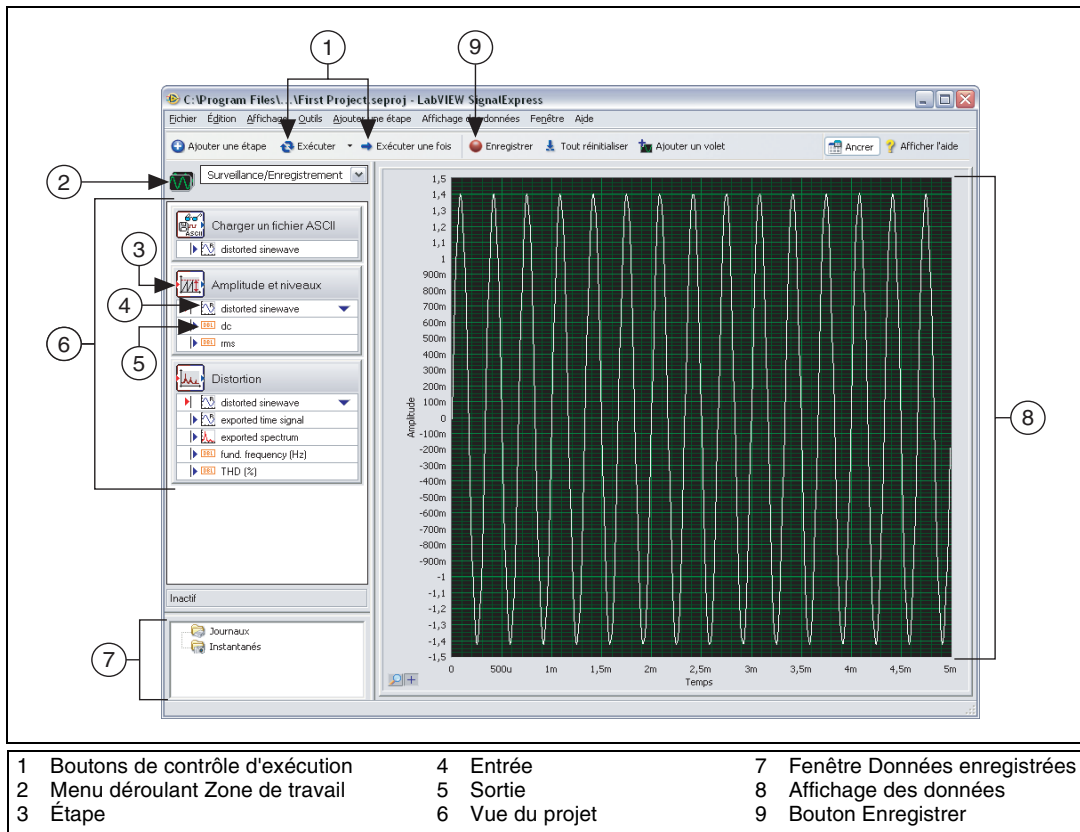 1
9
C:\Program Files\...\First Project.seproj - LabVIEW SignalExpress
Fichier Édition Affichage Outils Ajouter une étape Affichage des données Fenêtre Aide
Ajouter une étape Exécuter Exécuter une fois Enregistrer Tout réinitialiser Ajouter un volet Ancrer Afficher l'aide
2
Surveillance/Enregistrement
ASCII
Charger un fichier ASCII
distorted sinewave
3
Amplitude et niveaux
4
distorted sinewave
DBL dc
5
DBL rms
6
Distortion
distorted sinewave
exported time signal
exported spectrum
DBL fund. frequency (Hz)
DBL THD (%)
Inactif
7
Journaux
Instantanés
1,5
1,4
1,3
1,2
1,1
1
900m
800m
700m
600m
500m
400m
300m
200m
100m
0
-100m
-200m
-300m
-400m
-500m
-600m
-700m
-800m
-900m
-1
-1,1
-1,2
-1,3
-1,4
-1,5
Amplitude
0 500u 1m 1,5m 2m 2,5m 3m 3,5m 4m 4,5m 5m
Temps
8
1 Boutons de contrôle d'exécution
2 Menu déroulant Zone de travail
3 Étape
4 Entrée
5 Sortie
6 Vue du projet
7 Fenêtre Données enregistrées
8 Affichage des données
9 Bouton Enregistrer